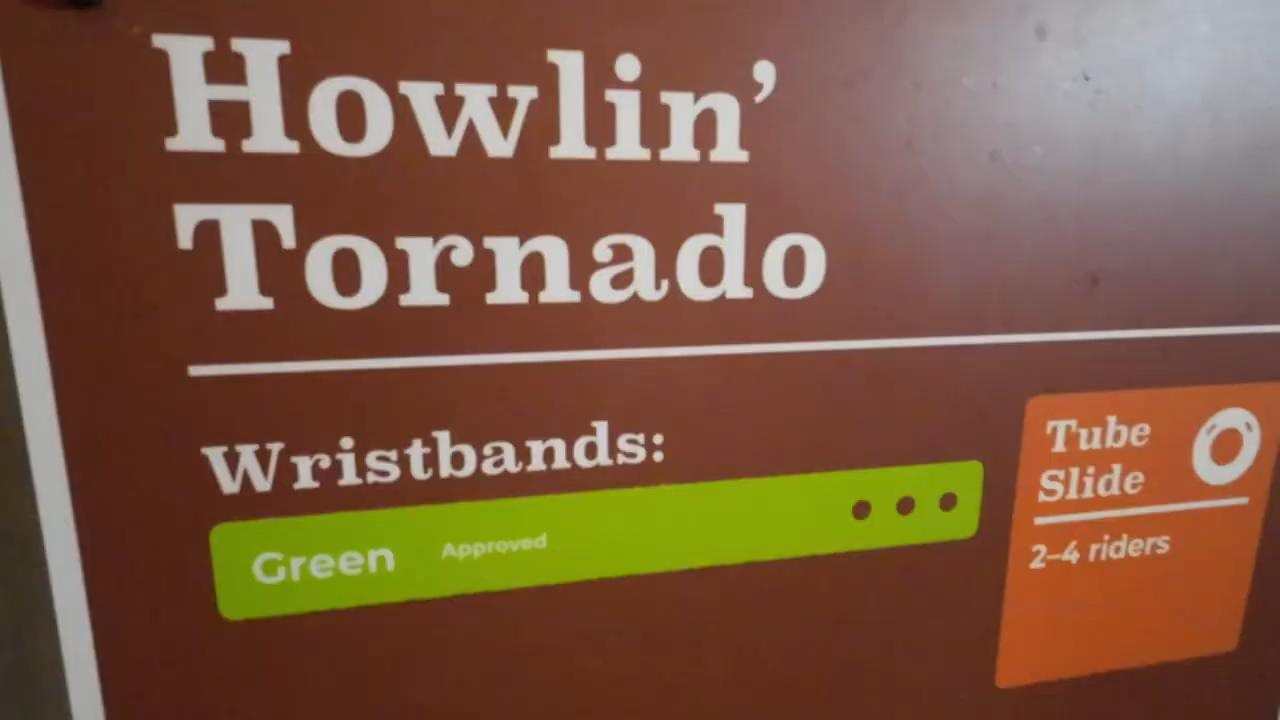 Howlin’
Tornado
Wristbands:
Green Approved
Tube
Slide
2–4 riders